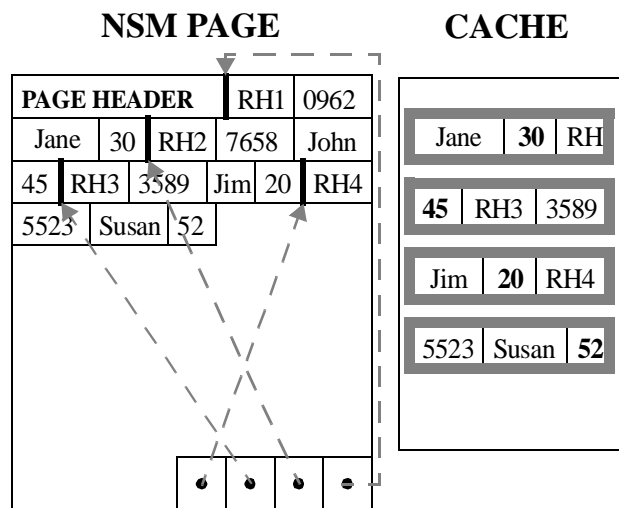 NSM PAGE
CACHE
PAGE HEADER RH1 0962
Jane 30 RH2 7658 John
45 RH3 3589 Jim 20 RH4
5523 Susan 52
Jane 30 RH
45 RH3 3589
Jim 20 RH4
5523 Susan 52